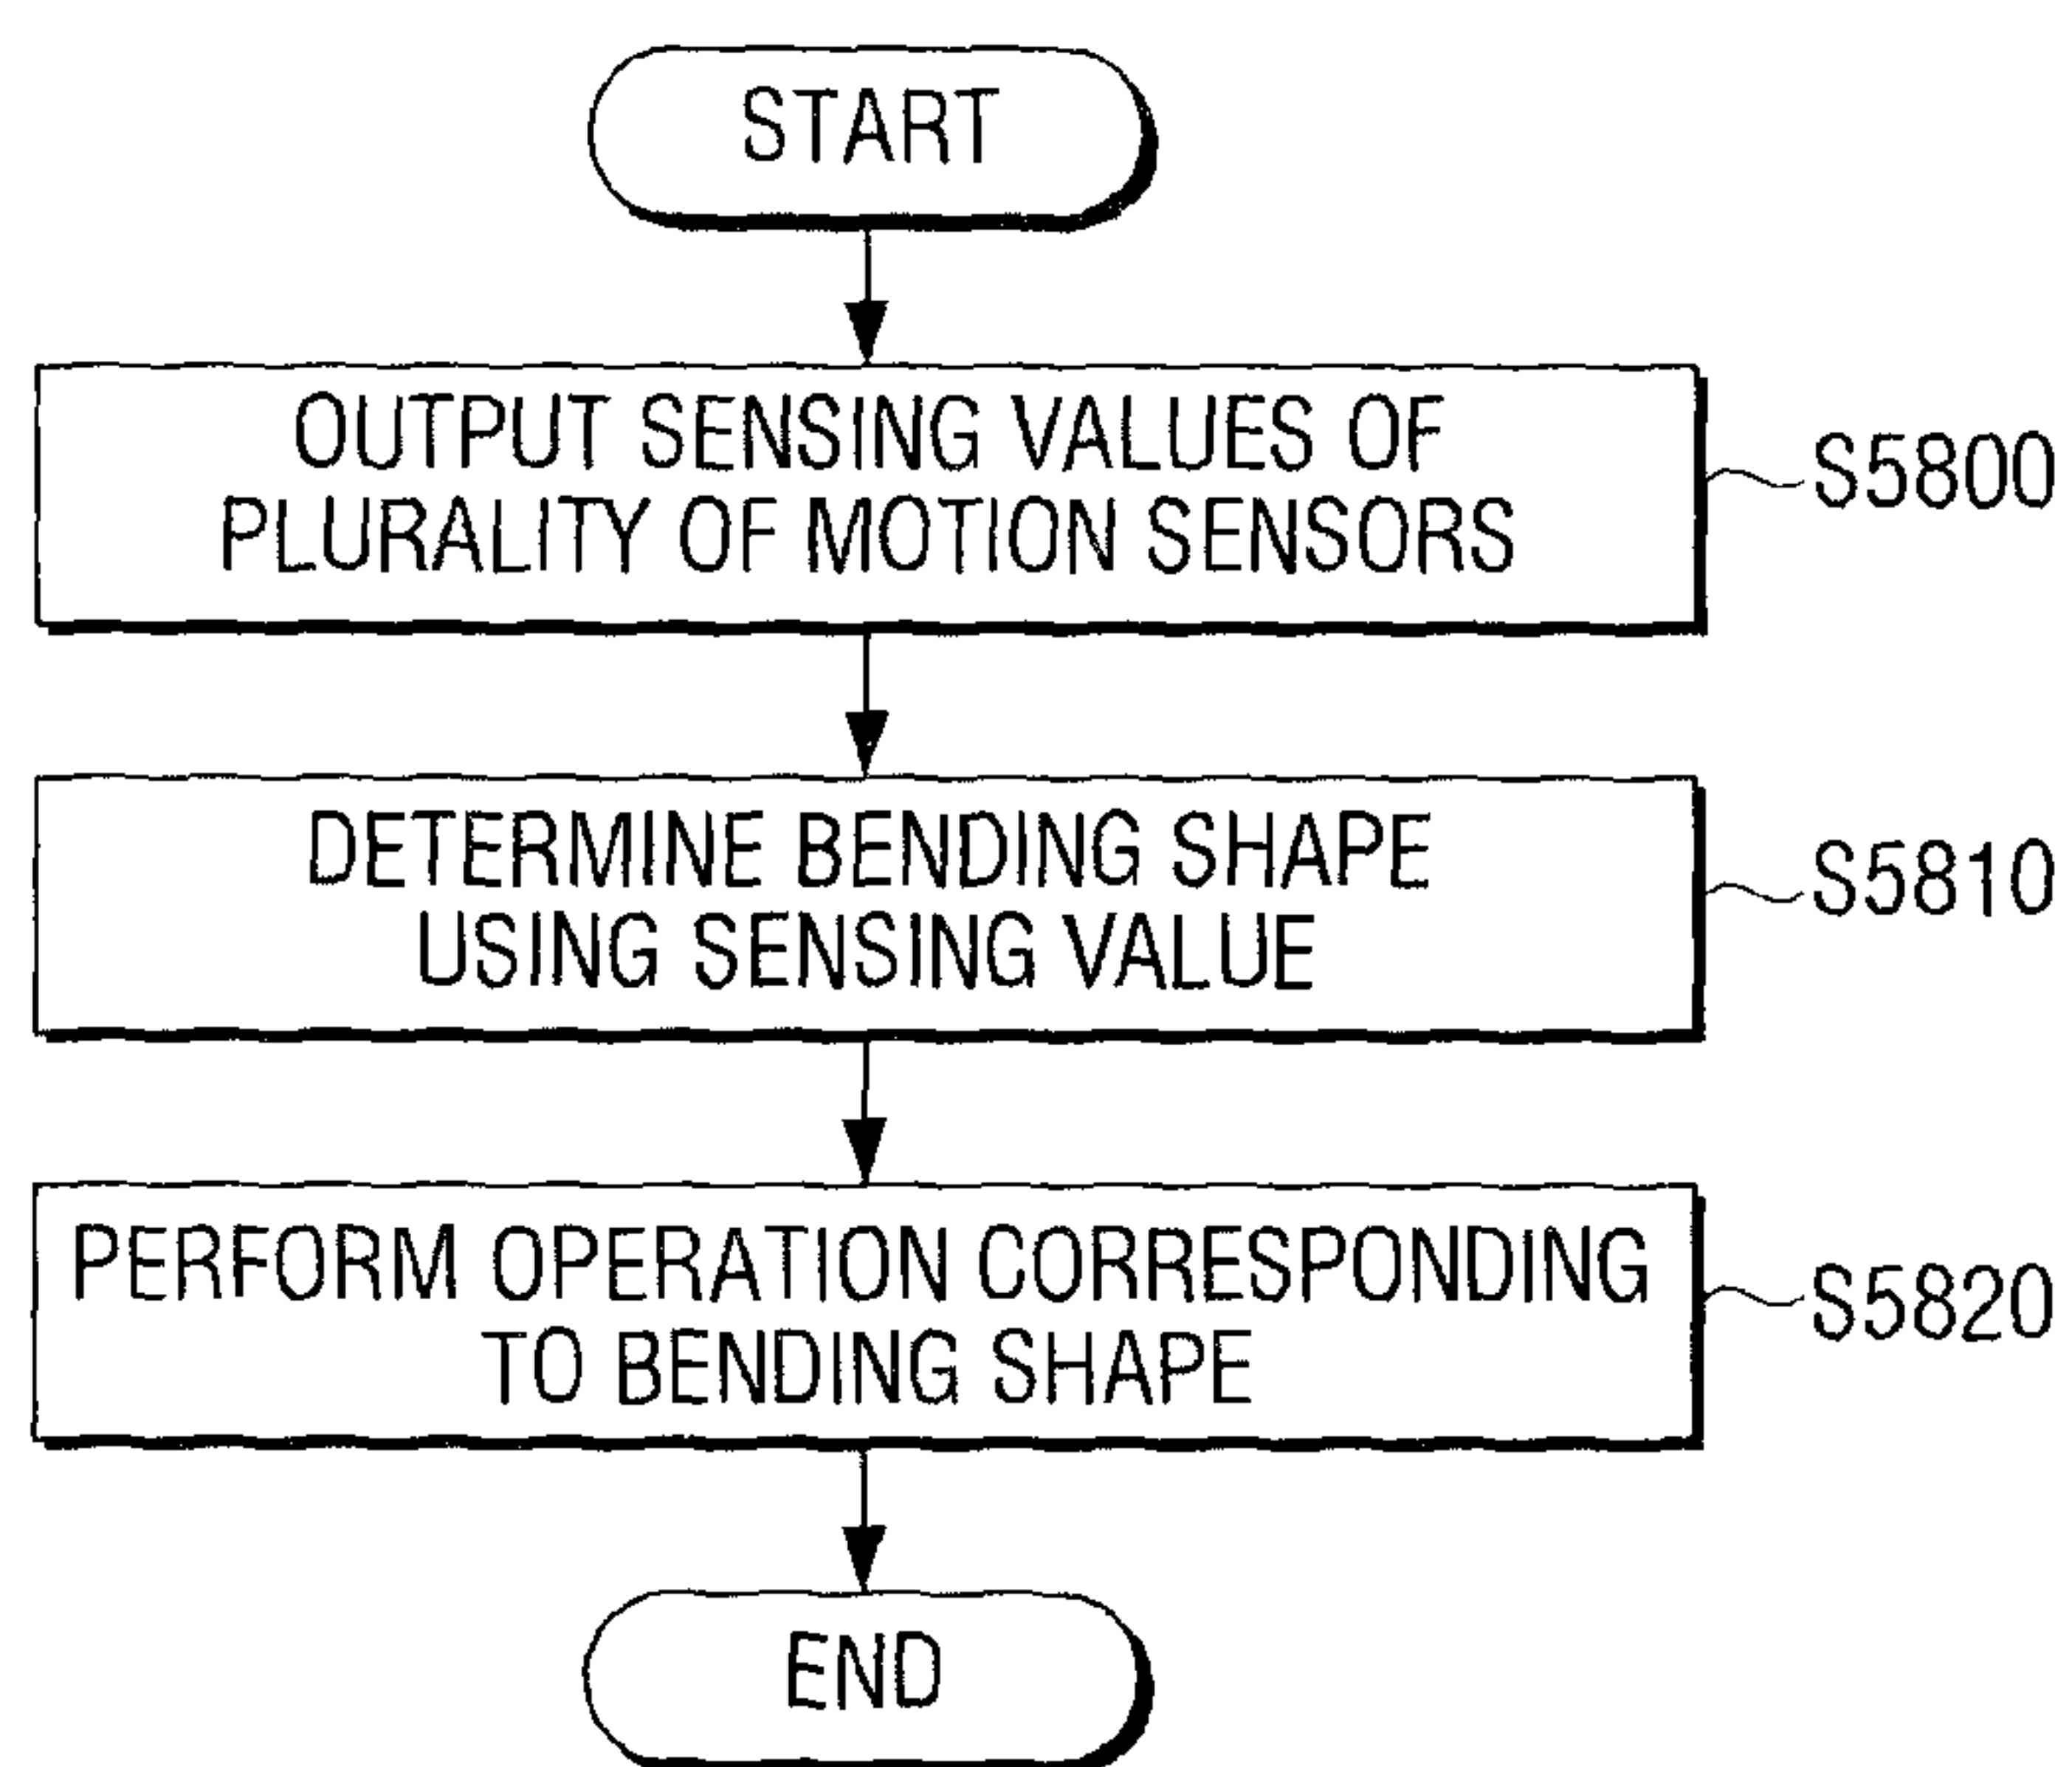 START
OUTPUT SENSING VALUES OF
PLURALITY OF MOTION SENSORS
S5800
DETERMINE BENDING SHAPE
USING SENSING VALUE
S5810
PERFORM OPERATION CORRESPONDING
TO BENDING SHAPE
S5820
END